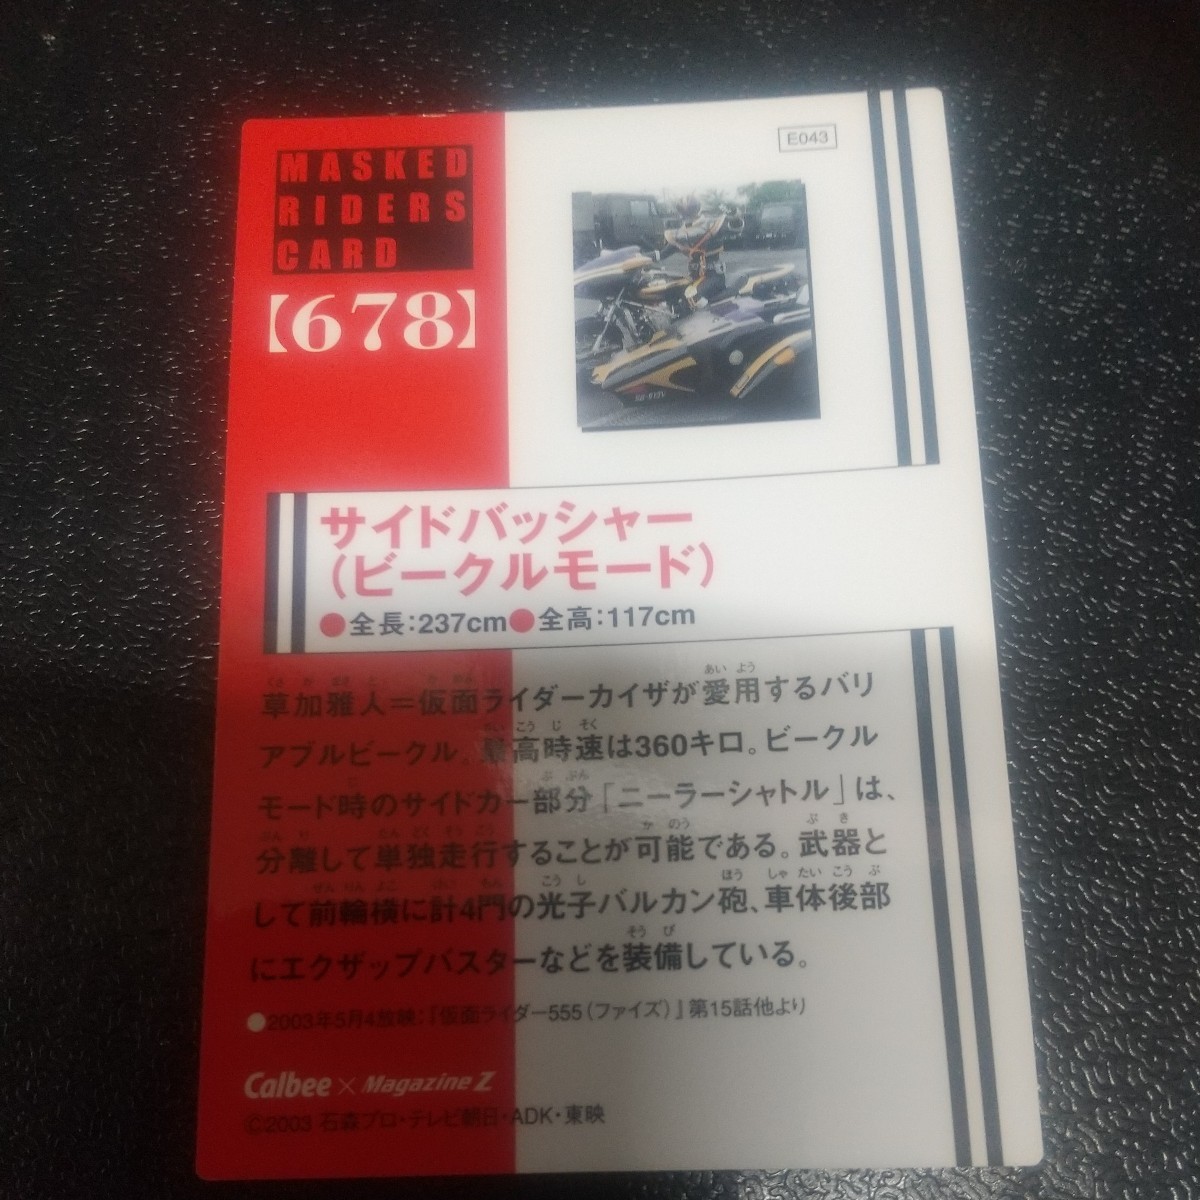 E043
MASKED
RIDERS
CARD
【678】
SB-913V
サイドバッシャー
（ビークルモード）
●全長：237cm●全高：117cm
草加雅人＝仮面ライダーカイザが愛用するバリ
アブルビークル。最高時速は360キロ。ビークル
モード時のサイドカー部分「ニーラーシャトル」は、
分離して単独走行することが可能である。武器と
して前輪横に計4門の光子バルカン砲、車体後部
にエクザップバスターなどを装備している。
●2003年5月4放映：『仮面ライダー555（ファイズ）』第15話他より
Calbee × Magazine Z
©2003 石森プロ・テレビ朝日・ADK・東映